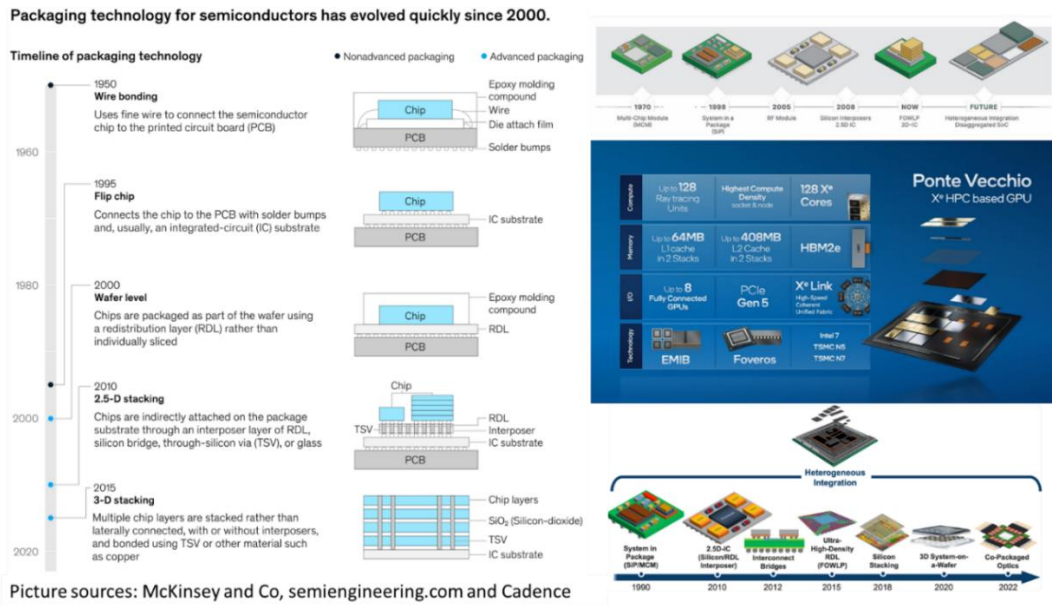 Packaging technology for semiconductors has evolved quickly since 2000.
Timeline of packaging technology
Nonadvanced packaging
Advanced packaging
1950
Wire bonding
Uses fine wire to connect the semiconductor
chip to the printed circuit board (PCB)
Epoxy molding
compound
Chip
Wire
Die attach film
PCB
Solder bumps
1960
1995
Flip chip
Connects the chip to the PCB with solder bumps
and, usually, an integrated-circuit (IC) substrate
Chip
IC substrate
PCB
1980
2000
Wafer level
Chips are packaged as part of the wafer using
a redistribution layer (RDL) rather than
individually sliced
Epoxy molding
compound
Chip
RDL
PCB
2000
2010
2.5-D stacking
Chips are indirectly attached on the package
substrate through an interposer layer of RDL,
silicon bridge, through-silicon via (TSV), or glass
Chip
RDL
TSV
Interposer
IC substrate
PCB
2015
3-D stacking
Multiple chip layers are stacked rather than
laterally connected, with or without interposers,
and bonded using TSV or other material such
as copper
Chip layers
SiO₂ (Silicon-dioxide)
TSV
IC substrate
2020
Picture sources: McKinsey and Co, semiengineering.com and Cadence
1970
Multi-Chip Module
(MCM)
1998
System in a
Package
(SiP)
2005
RF Module
2008
Silicon Interposers
2.5D IC
NOW
FOWLP
3D-IC
FUTURE
Heterogeneous Integration
Disaggregated SoC
Ponte Vecchio
Xᵉ HPC based GPU
Compute
Up to 128
Ray tracing
Units
Highest Compute
Density
socket & node
128 Xᵉ
Cores
Memory
Up to 64MB
L1 cache
in 2 Stacks
Up to 408MB
L2 Cache
in 2 Stacks
HBM2e
I/O
Up to 8
Fully Connected
GPUs
PCIe
Gen 5
Xᵉ Link
High-Speed
Coherent
Unified Fabric
Technology
EMIB
Foveros
Intel 7
TSMC N5
TSMC N7
Heterogeneous
Integration
System in
Package
(SiP/MCM)
2.5D-IC
(Silicon/RDL
Interposer)
Interconnect
Bridges
Ultra-
High-Density
RDL
(FOWLP)
Silicon
Stacking
3D System-on-
a-Wafer
Co-Packaged
Optics
1990
2010
2012
2015
2018
2020
2022